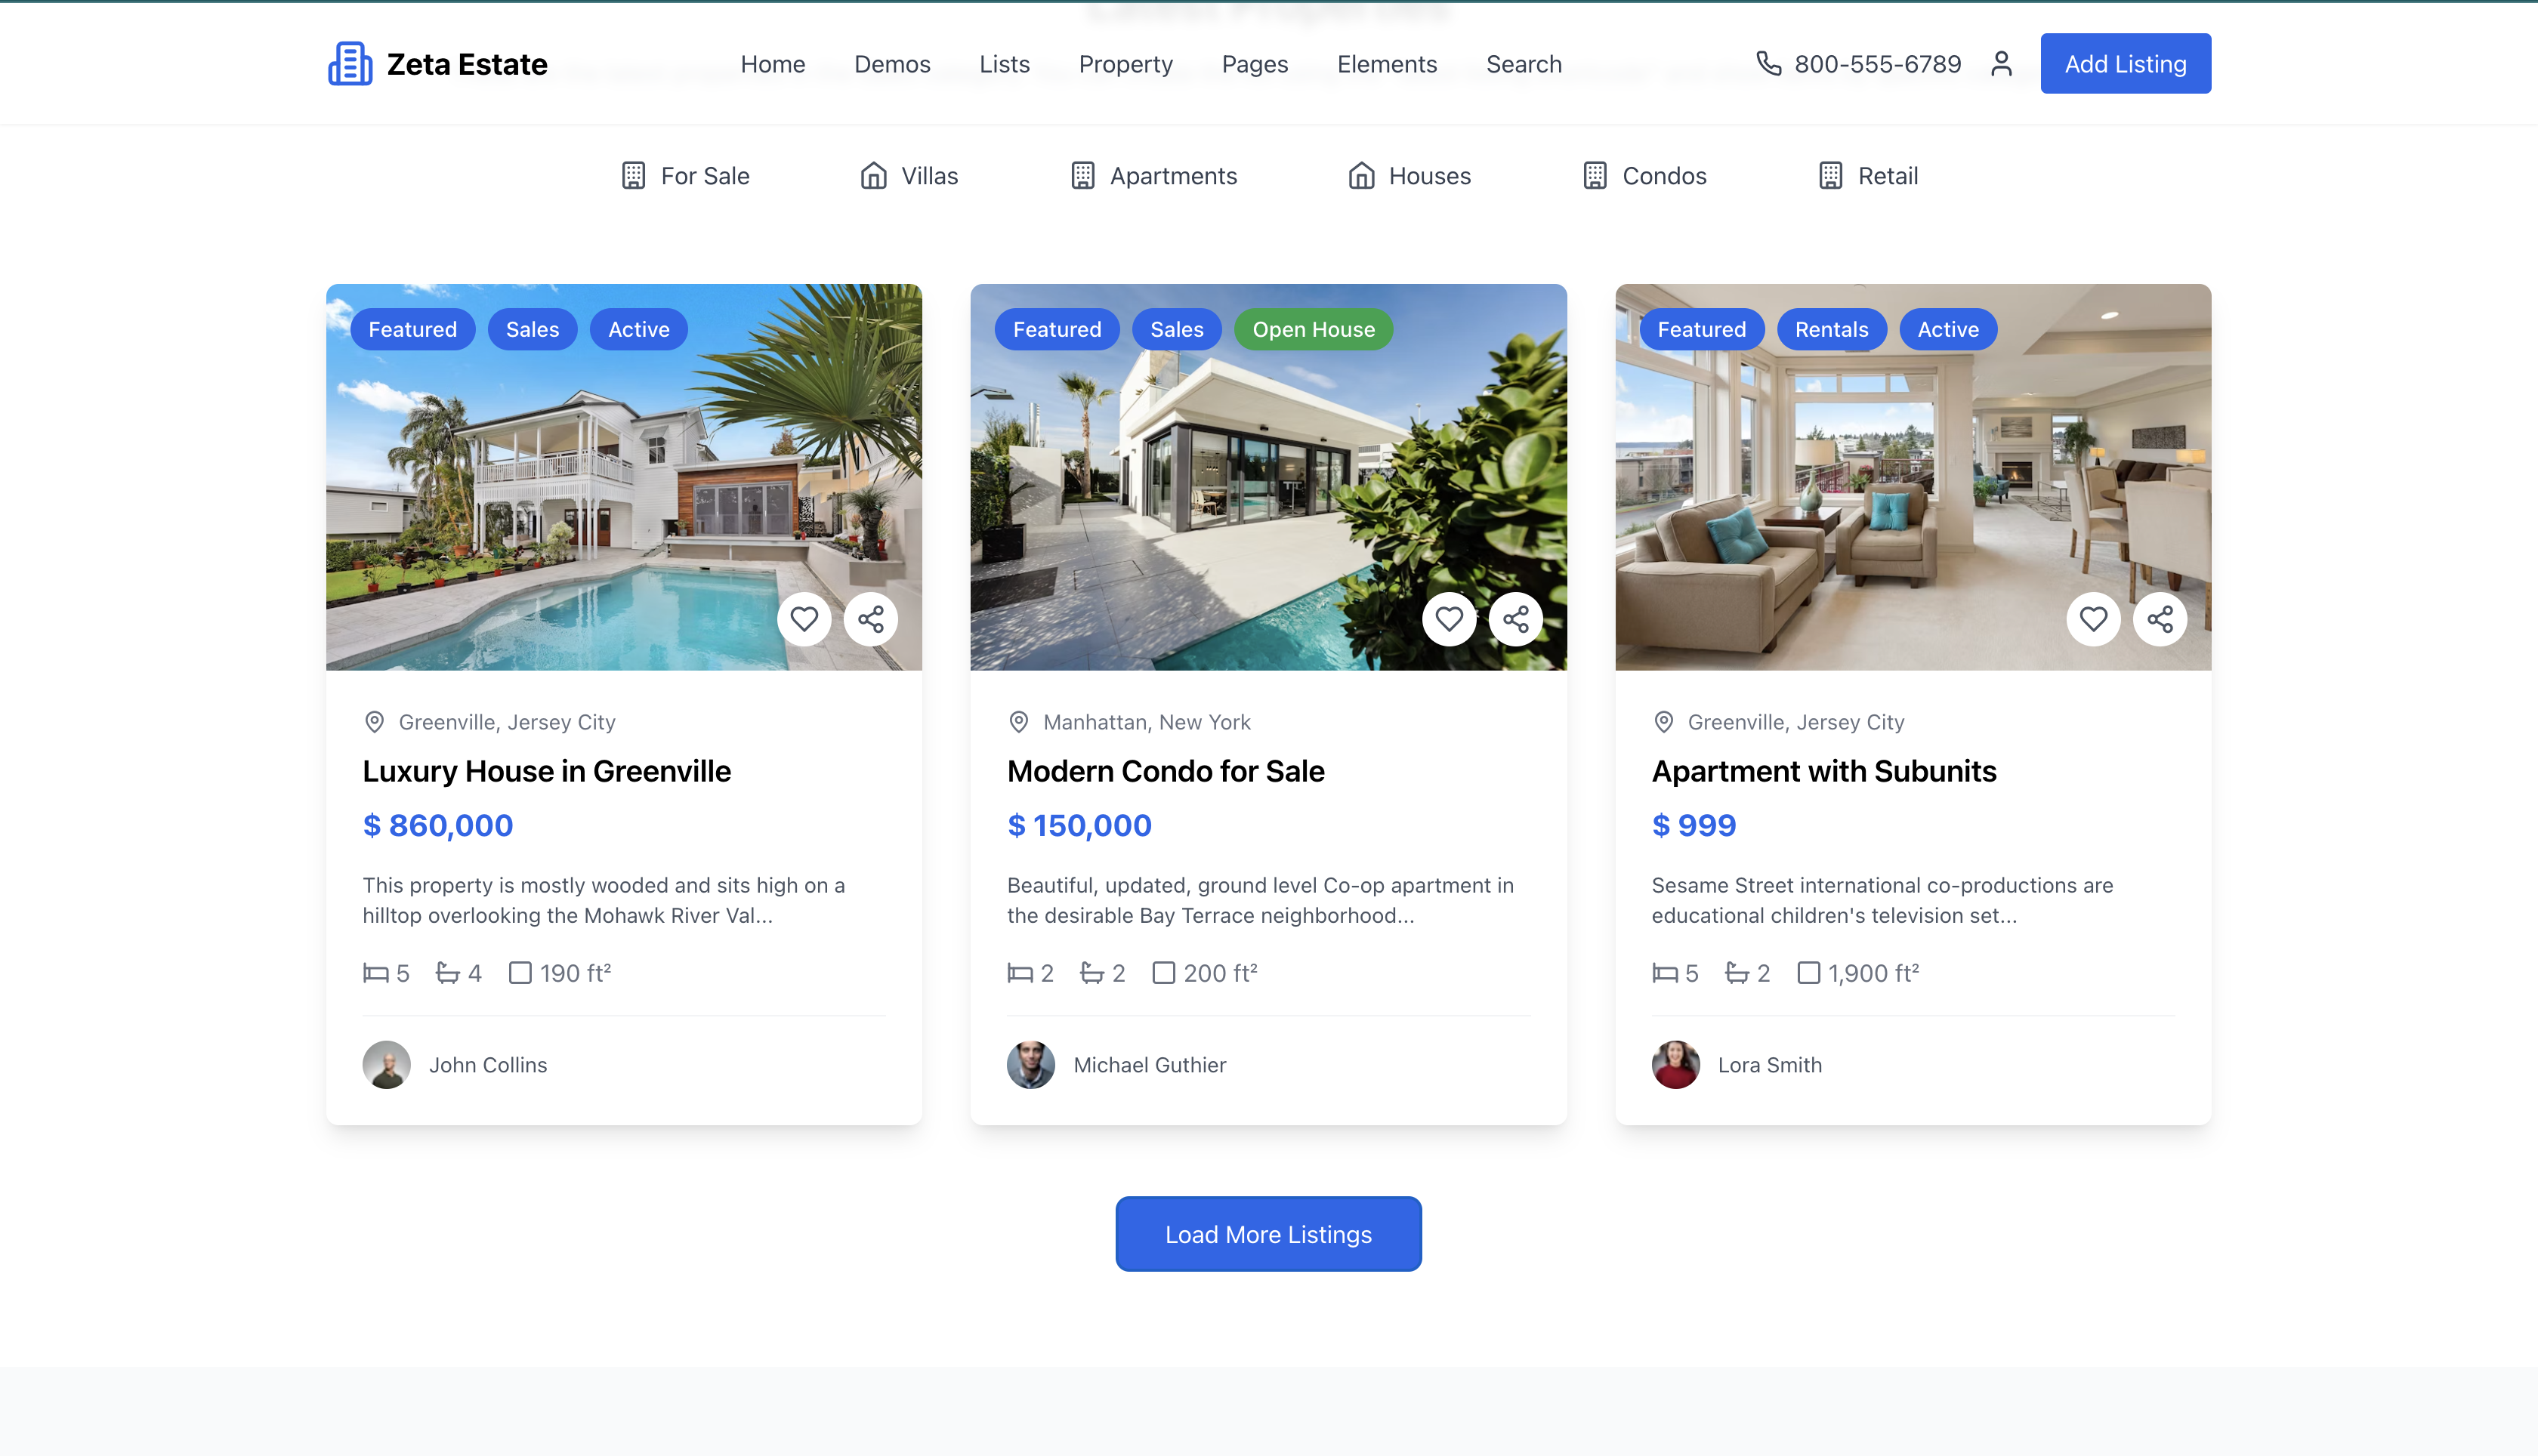 Zeta Estate
Home
Demos
Lists
Property
Pages
Elements
Search
800-555-6789
Add Listing
For Sale
Villas
Apartments
Houses
Condos
Retail
Featured
Sales
Active
Greenville, Jersey City
Luxury House in Greenville
$ 860,000
This property is mostly wooded and sits high on a
hilltop overlooking the Mohawk River Val...
5
4
190 ft²
John Collins
Featured
Sales
Open House
Manhattan, New York
Modern Condo for Sale
$ 150,000
Beautiful, updated, ground level Co-op apartment in
the desirable Bay Terrace neighborhood...
2
2
200 ft²
Michael Guthier
Featured
Rentals
Active
Greenville, Jersey City
Apartment with Subunits
$ 999
Sesame Street international co-productions are
educational children's television set...
5
2
1,900 ft²
Lora Smith
Load More Listings